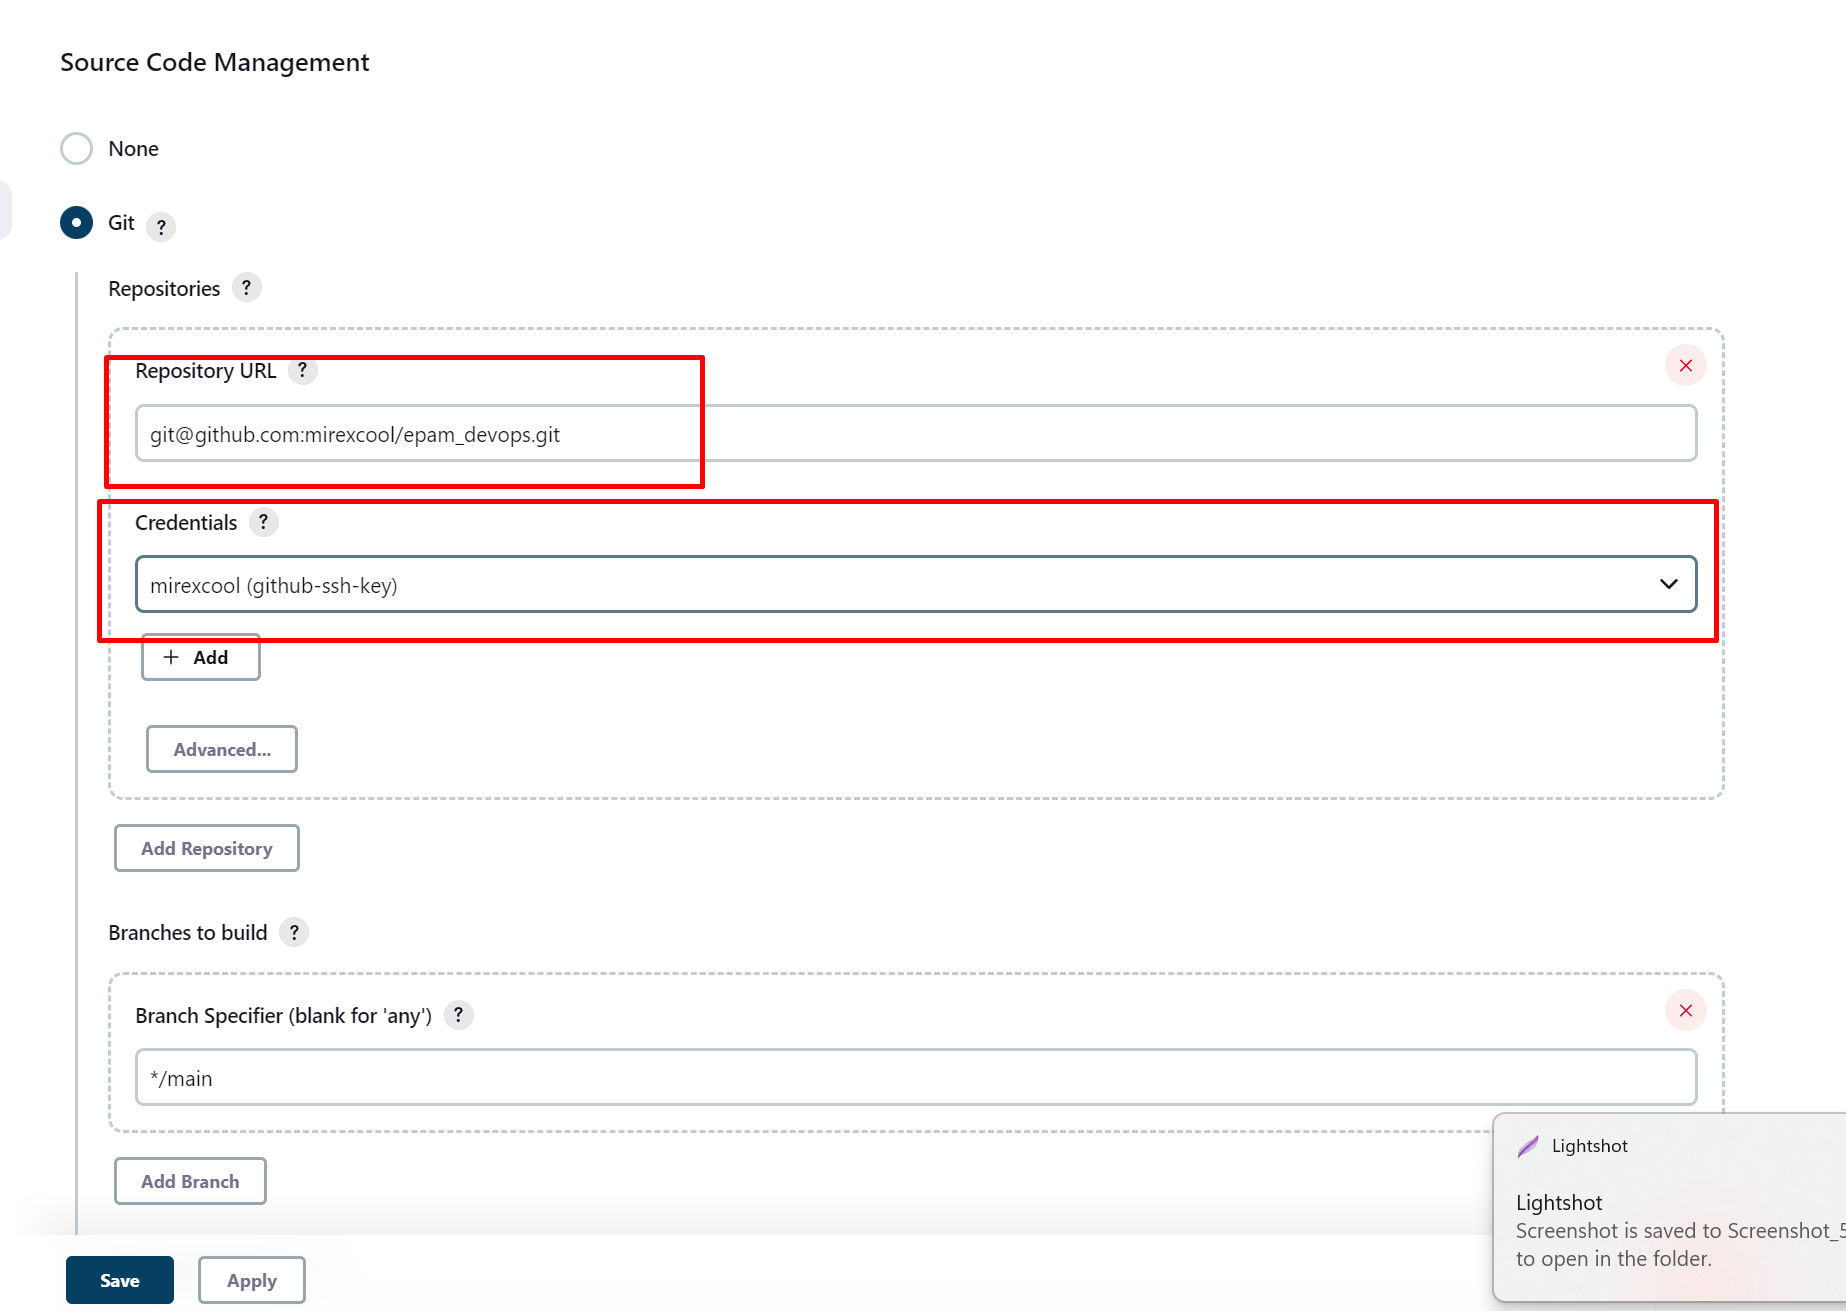 Source Code Management
None
Git ?
Repositories ?
Repository URL ?
git@github.com:mirexcool/epam_devops.git
Credentials ?
mirexcool (github-ssh-key)
+ Add
Advanced...
Add Repository
Branches to build ?
Branch Specifier (blank for 'any') ?
*/main
Add Branch
Save Apply
Lightshot
Lightshot
Screenshot is saved to Screenshot_5
to open in the folder.